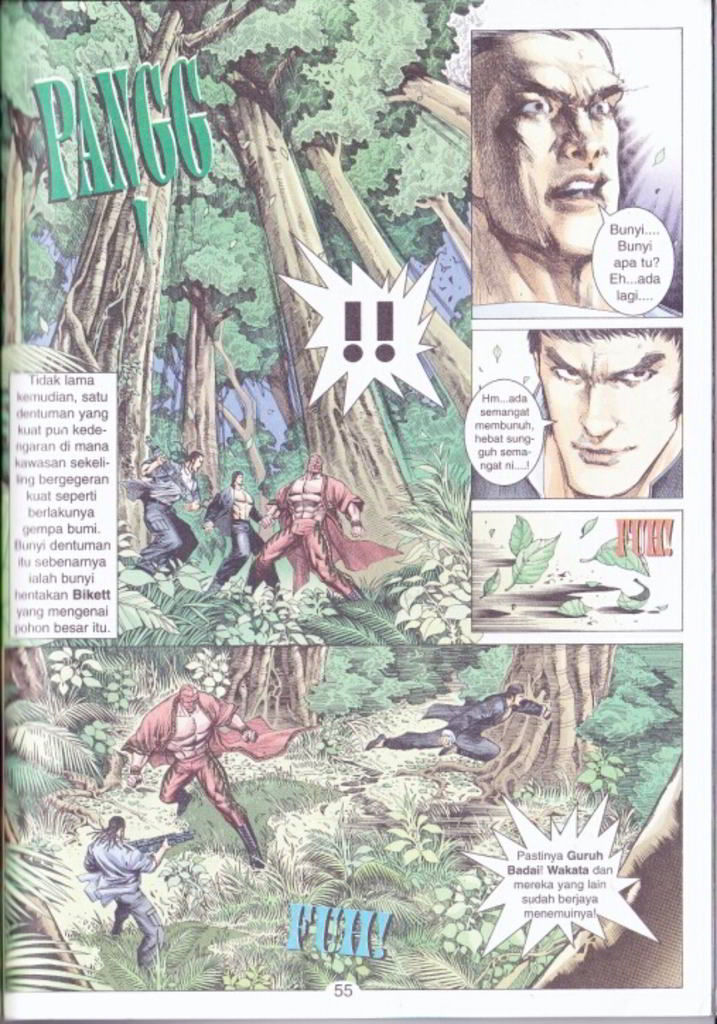 PANGG
!!
Bunyi....
Bunyi
apa tu?
Eh...ada
lagi....
Hm...ada
semangat
membunuh,
hebat sung-
guh sema-
ngat ni....!
FUH!
Tidak lama
kemudian, satu
dentuman yang
kuat pun kede-
ngaran di mana
kawasan sekeli-
ling bergegaran
kuat seperti
berlakunya
gempa bumi.
Bunyi dentuman
itu sebenarnya
ialah bunyi
hentakan Bikett
yang mengenai
pohon besar itu.
Pastinya Guruh
Badai! Wakata dan
mereka yang lain
sudah berjaya
menemuinya!
FUH!
55